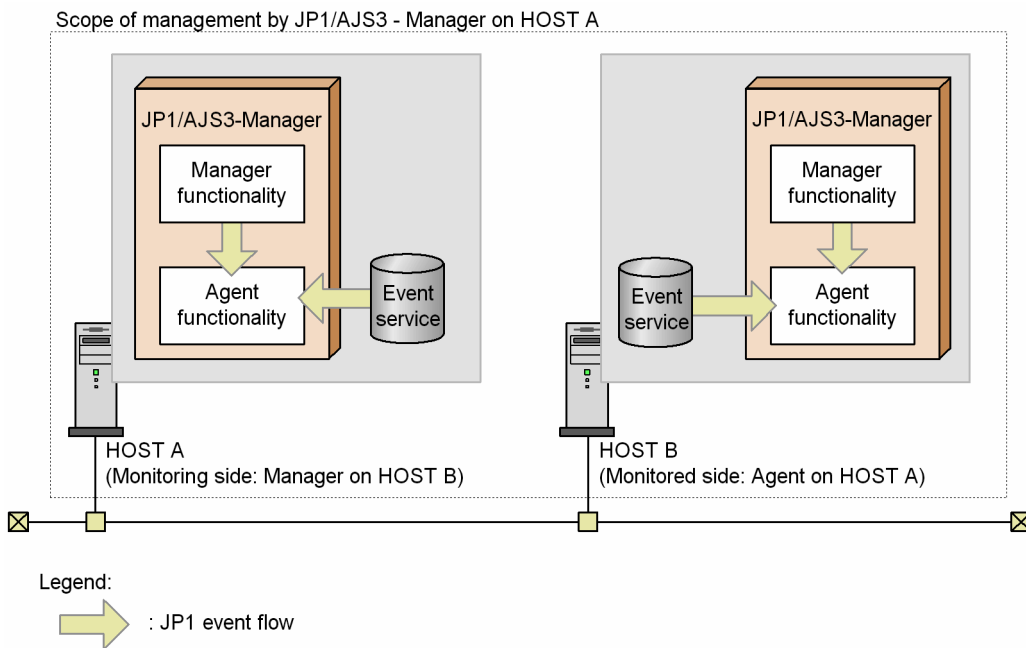 Scope of management by JP1/AJS3 - Manager on HOST A
JP1/AJS3-Manager
Manager
functionality
Agent
functionality
Event
service
HOST A
(Monitoring side: Manager on HOST B)
JP1/AJS3-Manager
Manager
functionality
Event
service
Agent
functionality
HOST B
(Monitored side: Agent on HOST A)
Legend:
: JP1 event flow